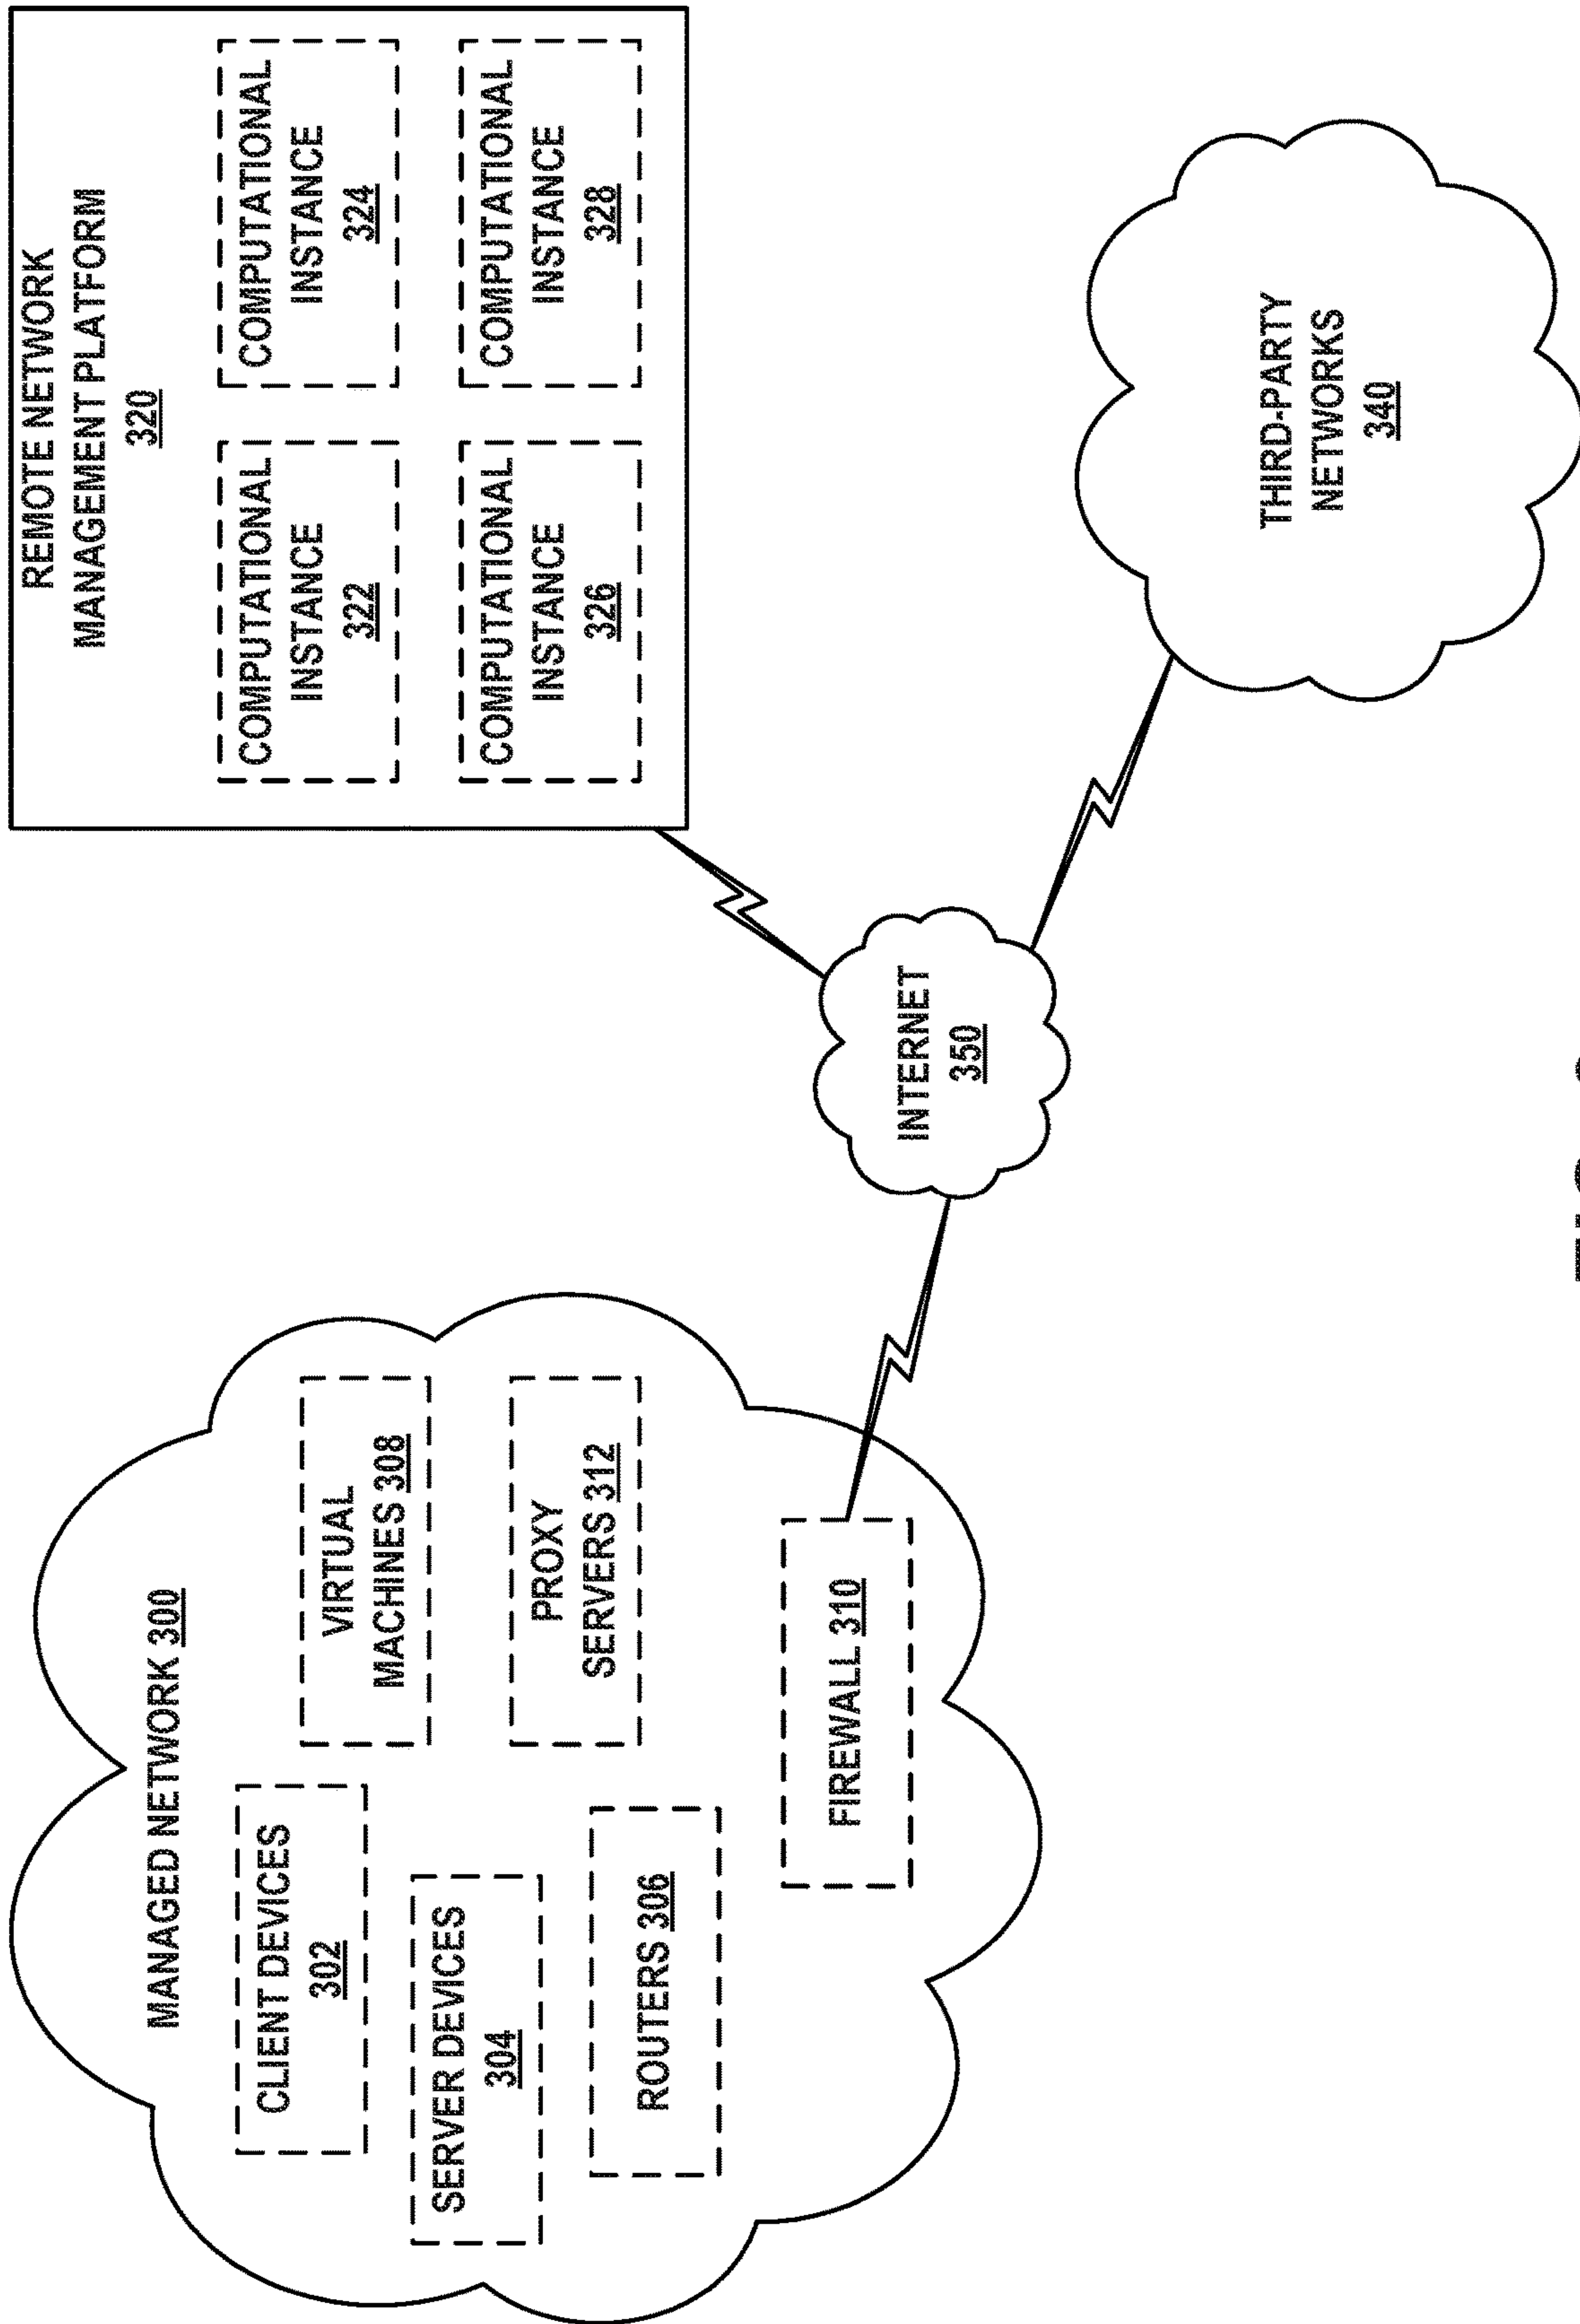 MANAGED NETWORK 300
CLIENT DEVICES
302
SERVER DEVICES
304
ROUTERS 306
VIRTUAL
MACHINES 308
PROXY
SERVERS 312
FIREWALL 310
INTERNET
350
REMOTE NETWORK
MANAGEMENT PLATFORM
320
COMPUTATIONAL
INSTANCE
322
COMPUTATIONAL
INSTANCE
324
COMPUTATIONAL
INSTANCE
326
COMPUTATIONAL
INSTANCE
328
THIRD-PARTY
NETWORKS
340